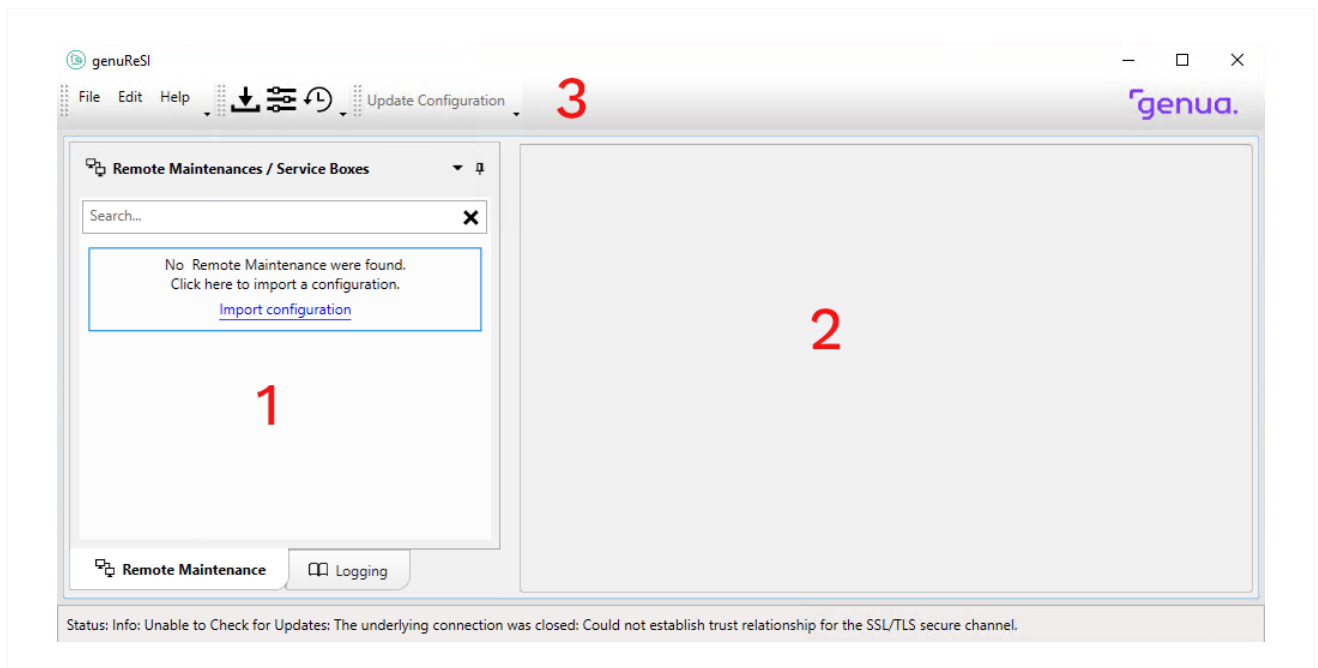 genuReSI
File Edit Help Update Configuration 3 genua.
Remote Maintenances / Service Boxes
Search...
No Remote Maintenance were found.
Click here to import a configuration.
Import configuration
1
2
Remote Maintenance Logging
Status: Info: Unable to Check for Updates: The underlying connection was closed: Could not establish trust relationship for the SSL/TLS secure channel.